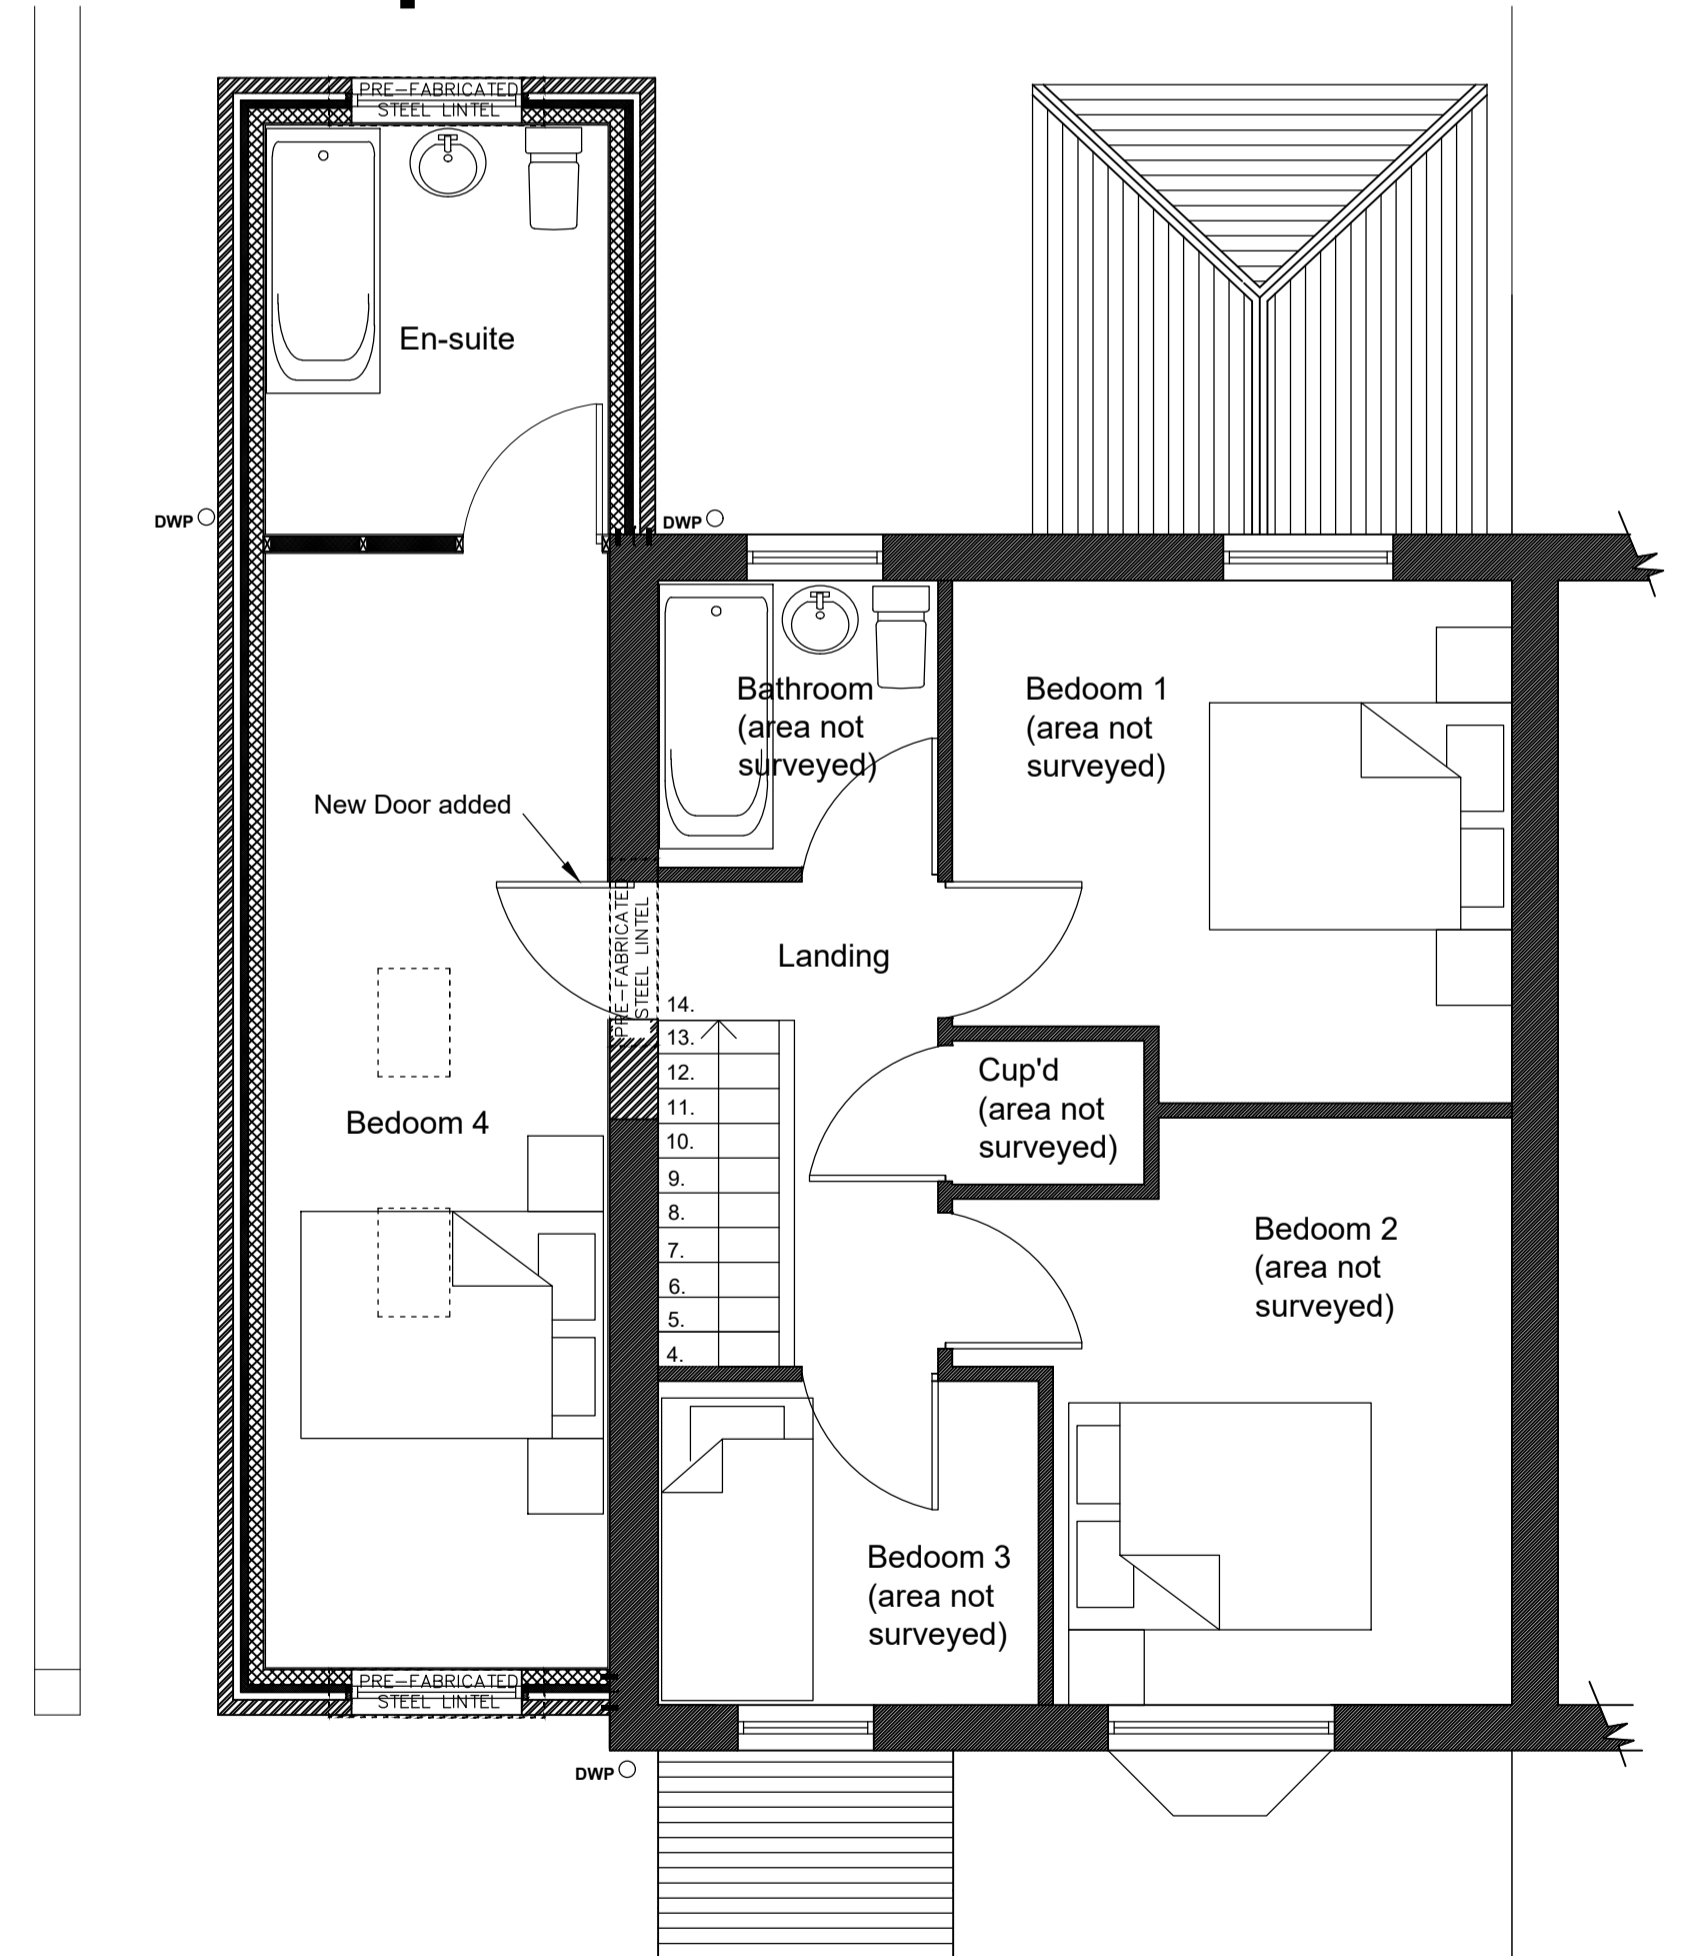 PRE-FABRICATED
STEEL LINTEL
En-suite
DWP
DWP
Bathroom
(area not
surveyed)
Bedoom 1
(area not
surveyed)
New Door added
PRE-FABRICATED
STEEL LINTEL
Landing
14.
13.
12.
11.
10.
9.
8.
7.
6.
5.
4.
Cup'd
(area not
surveyed)
Bedoom 4
Bedoom 2
(area not
surveyed)
Bedoom 3
(area not
surveyed)
PRE-FABRICATED
STEEL LINTEL
DWP